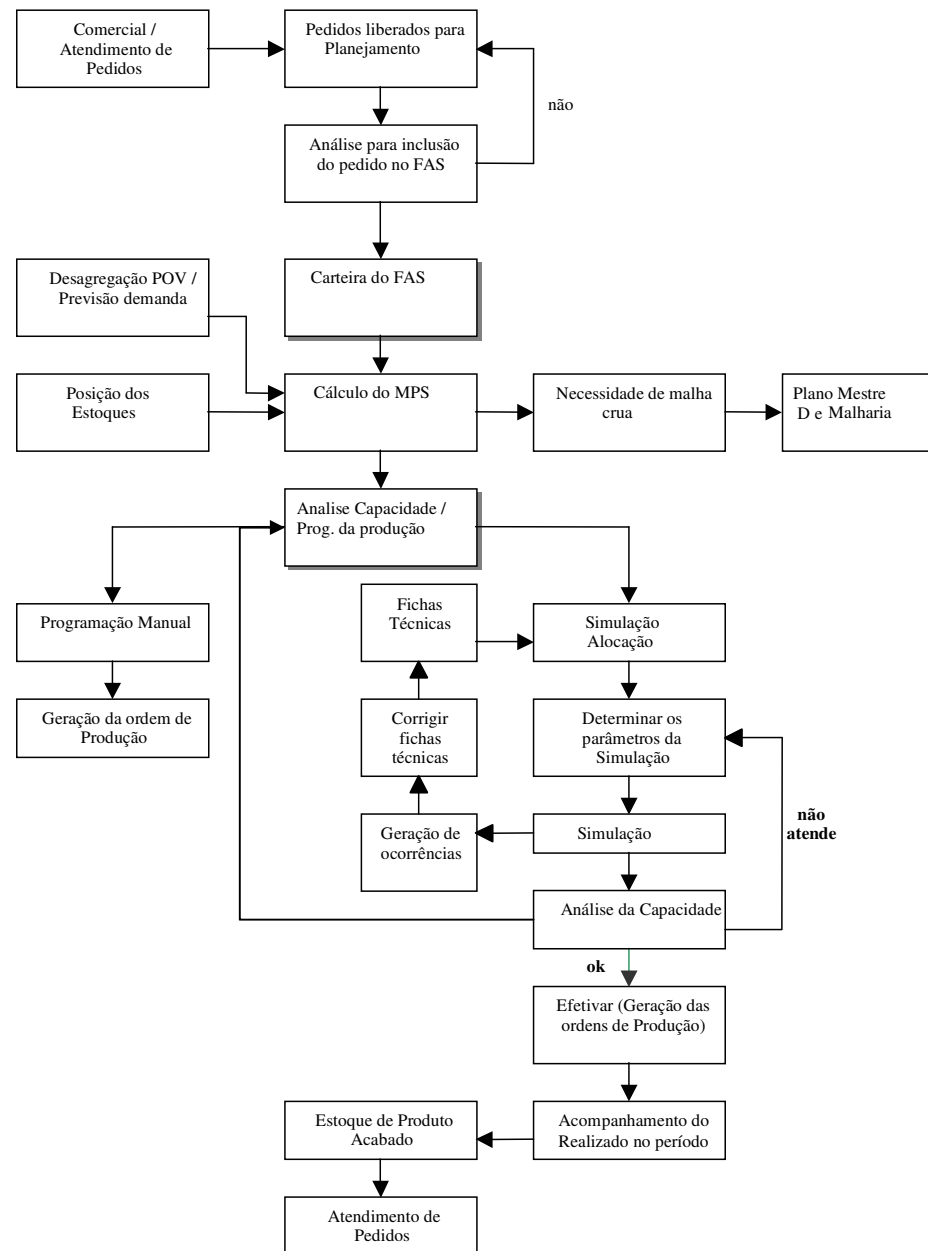 Comercial /
Atendimento de
Pedidos
Pedidos liberados para
Planejamento
não
Análise para inclusão
do pedido no FAS
Desagregação POV /
Previsão demanda
Carteira do FAS
Posição dos
Estoques
Cálculo do MPS
Necessidade de malha
crua
Plano Mestre
D e Malharia
Analise Capacidade /
Prog. da produção
Programação Manual
Fichas
Técnicas
Simulação
Alocação
Geração da ordem de
Produção
Corrigir
fichas
técnicas
Determinar os
parâmetros da
Simulação
não
atende
Geração de
ocorrências
Simulação
Análise da Capacidade
ok
Efetivar (Geração das
ordens de Produção)
Estoque de Produto
Acabado
Acompanhamento do
Realizado no período
Atendimento de
Pedidos